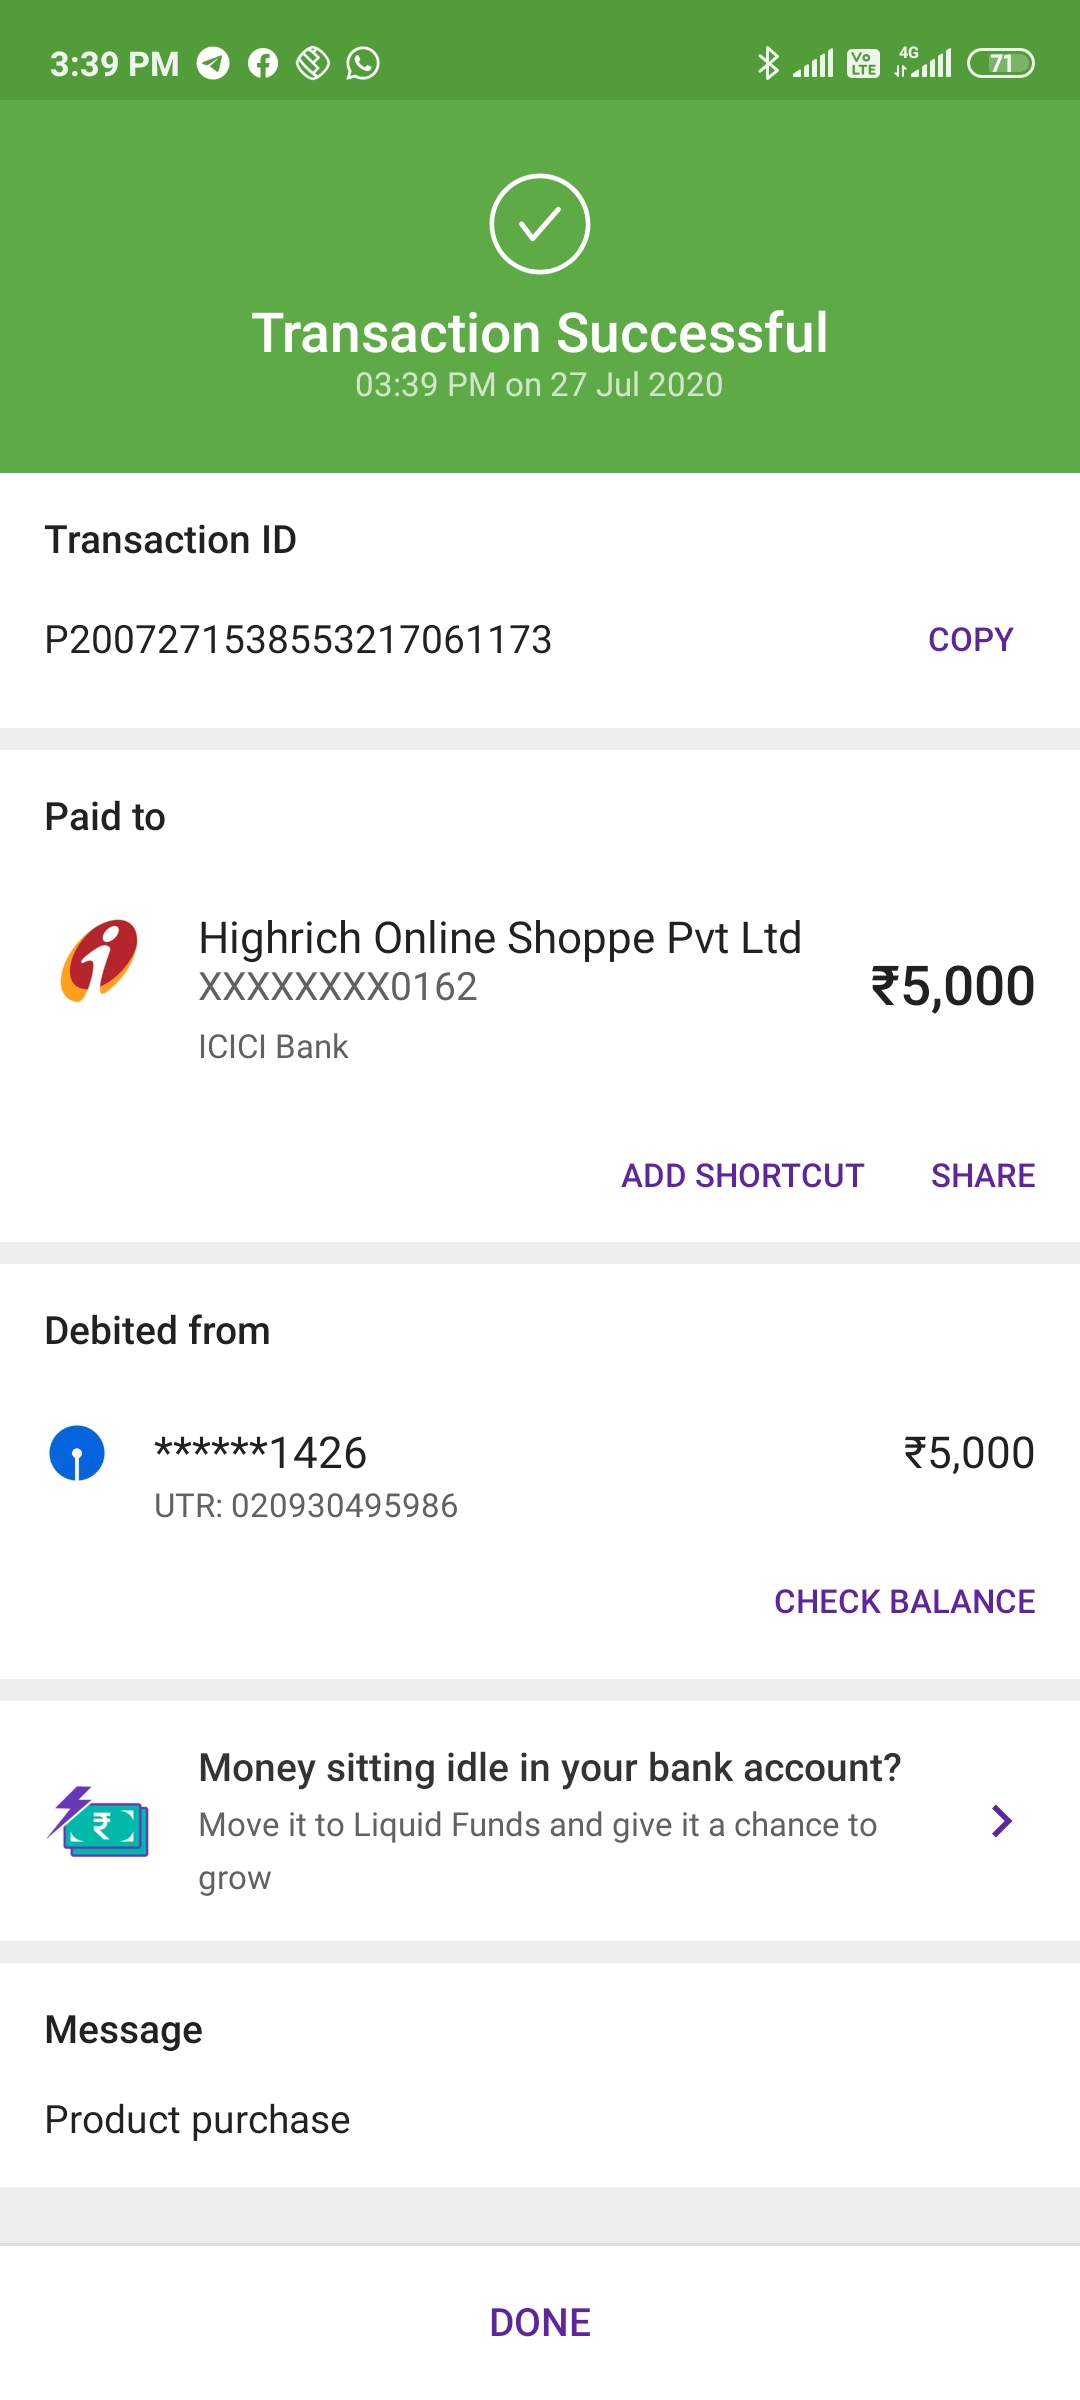 3:39 PM
Vo LTE 4G 71
Transaction Successful
03:39 PM on 27 Jul 2020
Transaction ID
P2007271538553217061173 COPY
Paid to
Highrich Online Shoppe Pvt Ltd
XXXXXXXX0162
₹5,000
ICICI Bank
ADD SHORTCUT SHARE
Debited from
******1426 ₹5,000
UTR: 020930495986
CHECK BALANCE
Money sitting idle in your bank account?
Move it to Liquid Funds and give it a chance to
grow
Message
Product purchase
DONE